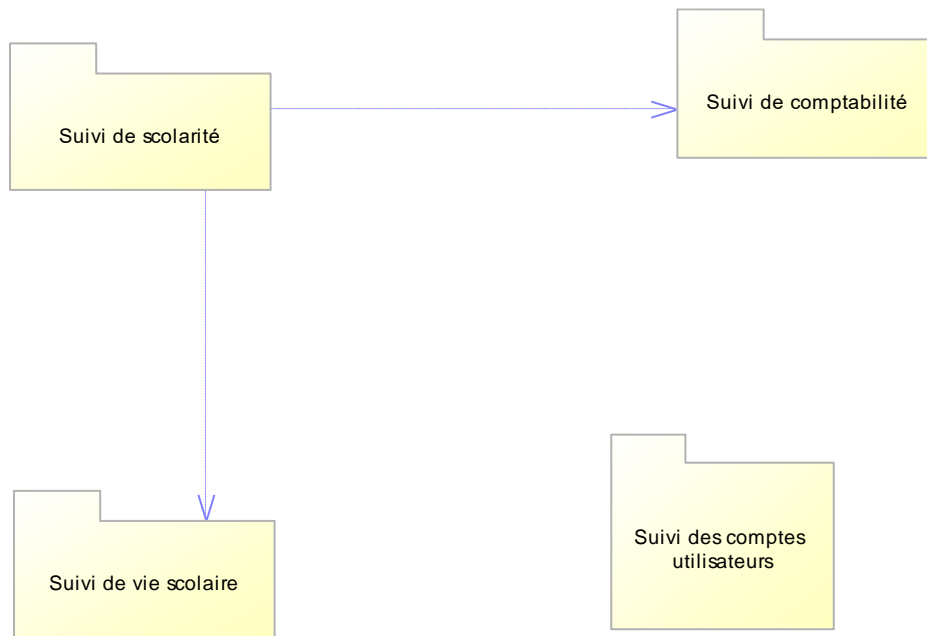 Suivi de comptabilité
Suivi de scolarité
Suivi des comptes
utilisateurs
Suivi de vie scolaire